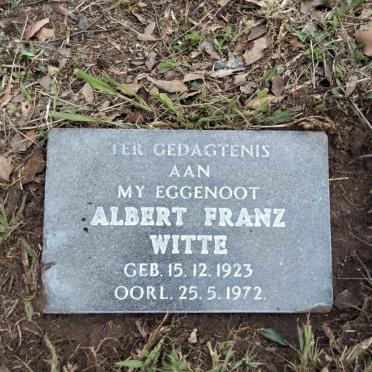 TER GEDAGTENIS
AAN
MY EGGENOOT
ALBERT FRANZ
WITTE
GEB. 15. 12. 1923
OORL. 25. 5. 1972.